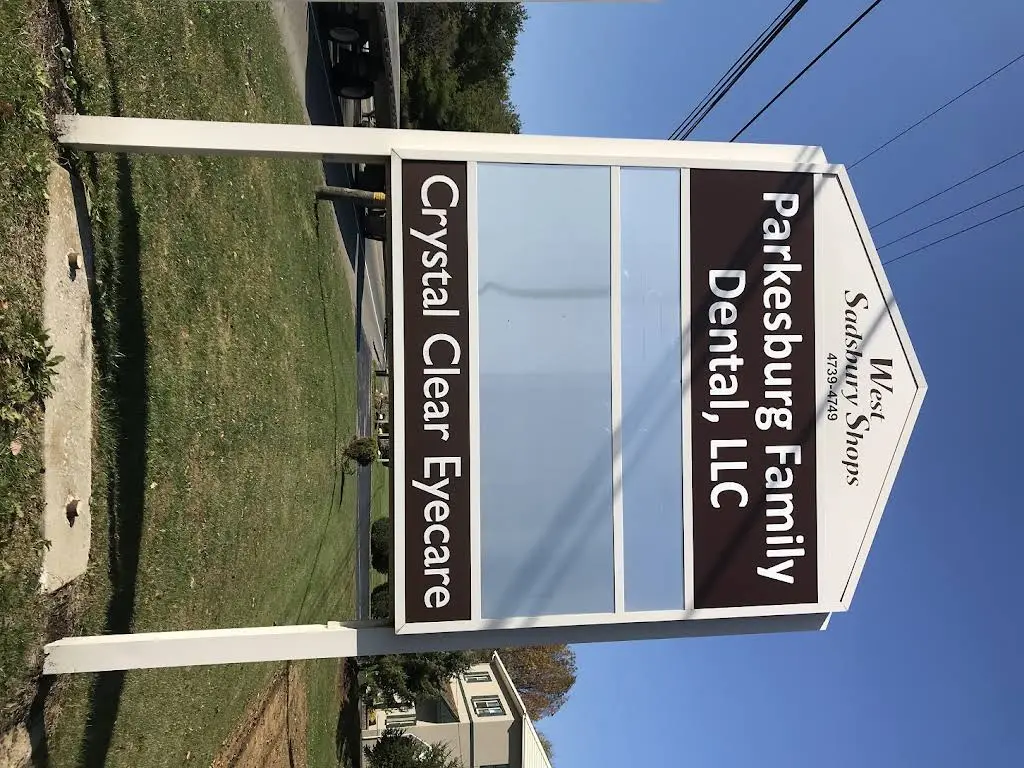 West
Sadsbury Shops
4739-4749
Parkesburg Family
Dental, LLC
Crystal Clear Eyecare